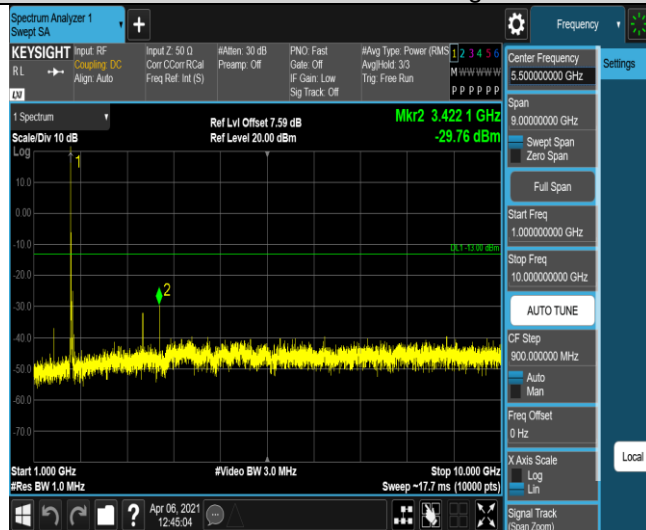 Spectrum Analyzer 1
Swept SA
Frequency
KEYSIGHT
RL
LXI
Input: RF
Coupling: DC
Align: Auto
Input Z: 50 Ω
Corr CCorr RCal
Freq Ref: Int (S)
#Atten: 30 dB
Preamp: Off
PNO: Fast
Gate: Off
IF Gain: Low
Sig Track: Off
#Avg Type: Power (RMS
Avg|Hold: 3/3
Trig: Free Run
1 2 3 4 5 6
M W W W W W
P P P P P P
1 Spectrum
Scale/Div 10 dB
Log
Ref Lvl Offset 7.59 dB
Ref Level 20.00 dBm
Mkr2 3.422 1 GHz
-29.76 dBm
1
10.0
0.00
-10.0
DL1 -13.00 dBm
-20.0
2
-30.0
-40.0
-50.0
-60.0
-70.0
Start 1.000 GHz
#Res BW 1.0 MHz
#Video BW 3.0 MHz
Stop 10.000 GHz
Sweep ~17.7 ms (10000 pts)
Apr 06, 2021
12:45:04
Center Frequency
5.500000000 GHz
Settings
Span
9.00000000 GHz
Swept Span
Zero Span
Full Span
Start Freq
1.000000000 GHz
Stop Freq
10.000000000 GHz
AUTO TUNE
CF Step
900.000000 MHz
Auto
Man
Freq Offset
0 Hz
X Axis Scale
Log
Lin
Local
Signal Track
(Span Zoom)